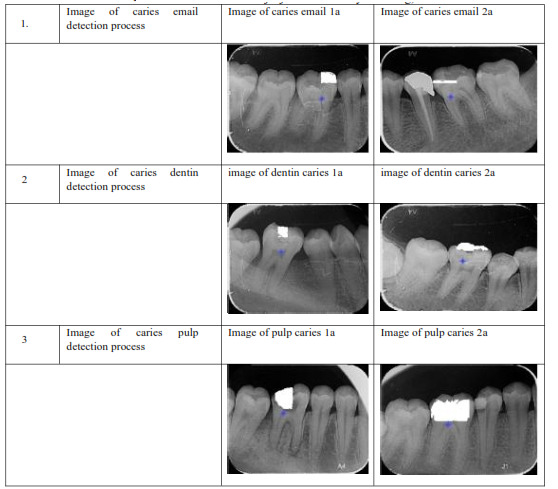 1. Image of caries email detection process Image of caries email 1a Image of caries email 2a
2 Image of caries dentin detection process image of dentin caries 1a image of dentin caries 2a
3 Image of caries pulp detection process Image of pulp caries 1a Image of pulp caries 2a